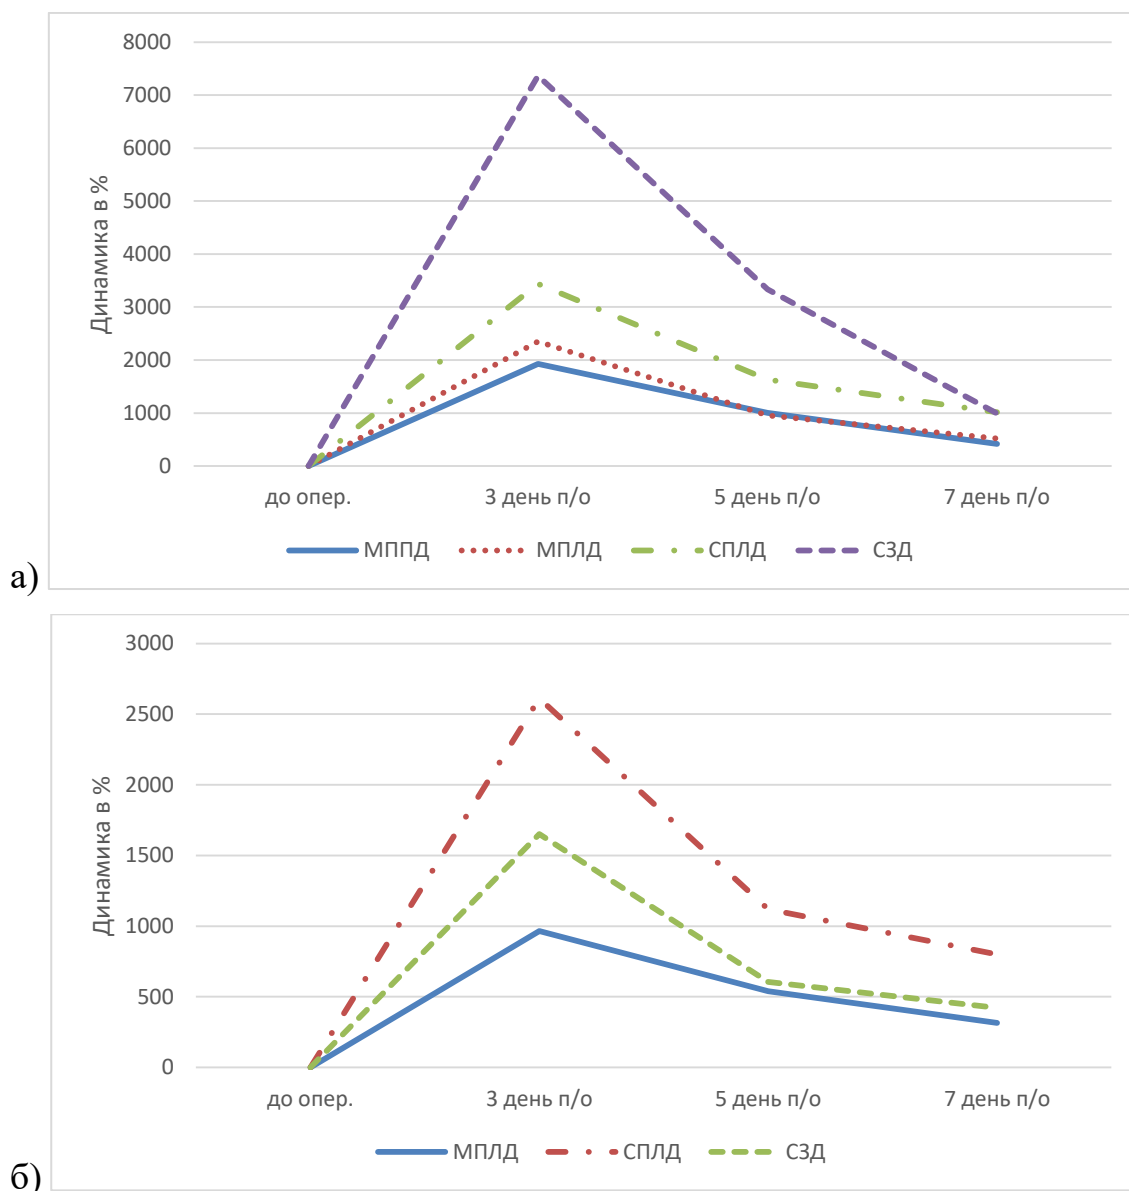 8000
7000
6000
5000
4000
3000
2000
1000
0
Динамика в %
до опер. 3 день п/о 5 день п/о 7 день п/о
МППД МПЛД СПЛД СЗД
а)
3000
2500
2000
1500
1000
500
0
Динамика в %
до опер. 3 день п/о 5 день п/о 7 день п/о
МПЛД СПЛД СЗД
б)